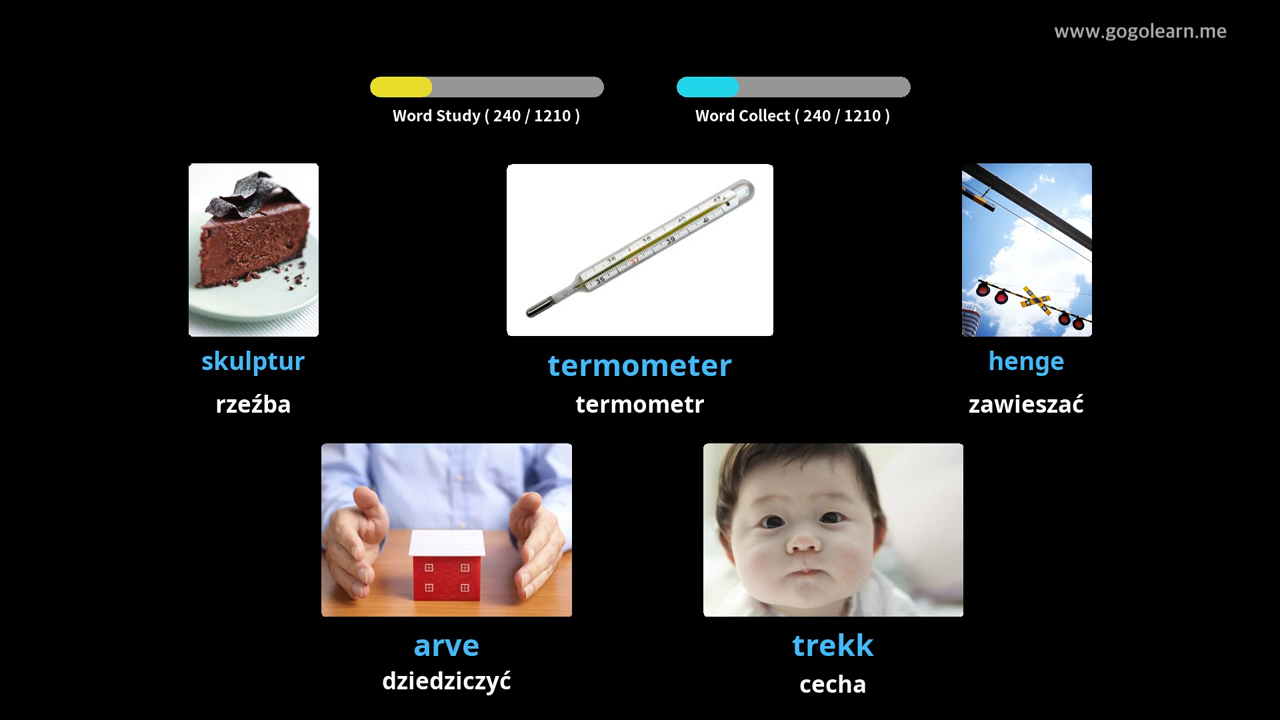 www.gogolearn.me
Word Study ( 240 / 1210 )
Word Collect ( 240 / 1210 )
skulptur
rzeźba
termometer
termometr
henge
zawieszać
arve
dziedziczyć
trekk
cecha